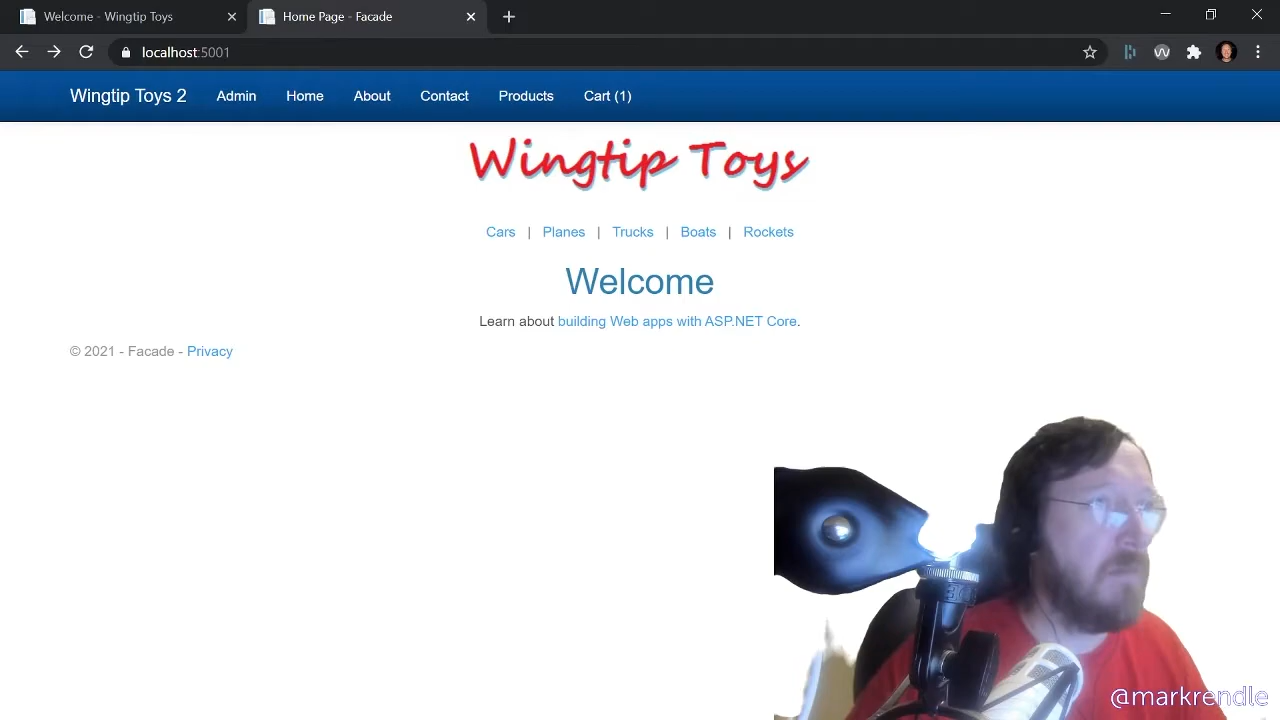 Welcome - Wingtip Toys
Home Page - Facade
localhost:5001
Wingtip Toys 2 Admin Home About Contact Products Cart (1)
Wingtip Toys
Cars | Planes | Trucks | Boats | Rockets
Welcome
Learn about building Web apps with ASP.NET Core.
© 2021 - Facade - Privacy
@markrendle